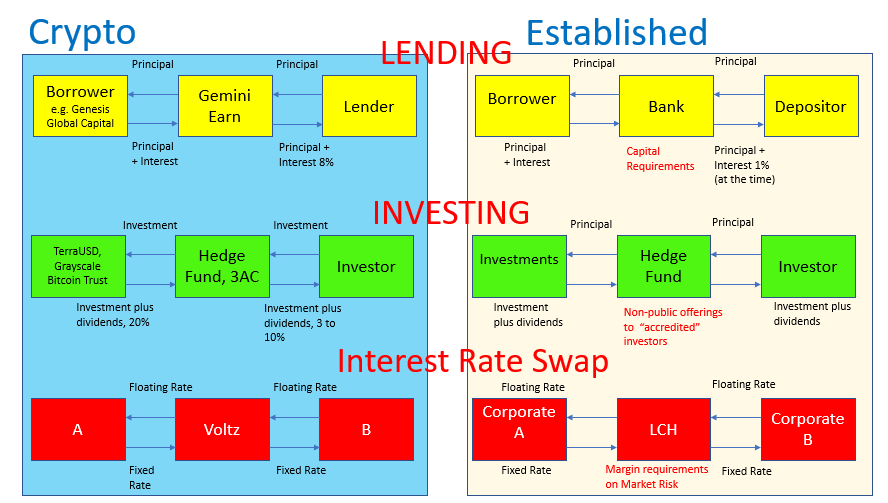 Crypto
Established
LENDING
Principal
Principal
Borrower
e.g. Genesis
Global Capital
Gemini
Earn
Lender
Principal
+ Interest
Principal +
Interest 8%
Principal
Principal
Borrower
Bank
Depositor
Principal
+ Interest
Capital
Requirements
Principal +
Interest 1%
(at the time)
INVESTING
Investment
Investment
TerraUSD,
Grayscale
Bitcoin Trust
Hedge
Fund, 3AC
Investor
Investment plus
dividends, 20%
Investment plus
dividends, 3 to
10%
Principal
Principal
Investments
Hedge
Fund
Investor
Investment
plus dividends
Non-public offerings
to “accredited”
investors
Investment plus
dividends
Interest Rate Swap
Floating Rate
Floating Rate
A
Voltz
B
Fixed
Rate
Fixed Rate
Floating Rate
Floating Rate
Corporate
A
LCH
Corporate
B
Fixed Rate
Margin requirements
on Market Risk
Fixed Rate